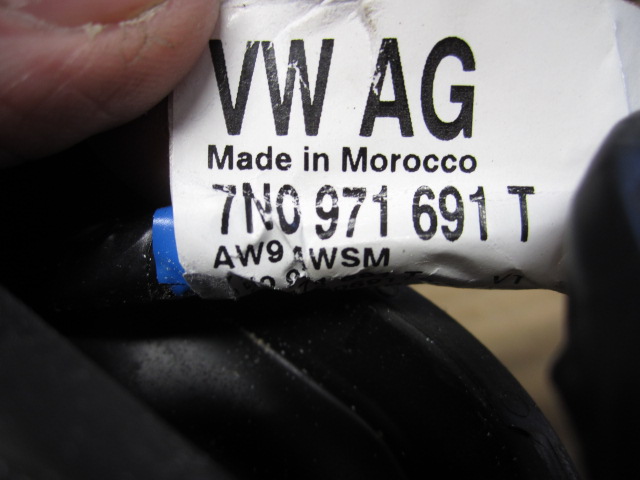 VW AG
Made in Morocco
7N0 971 691 T
AW9 AWSM